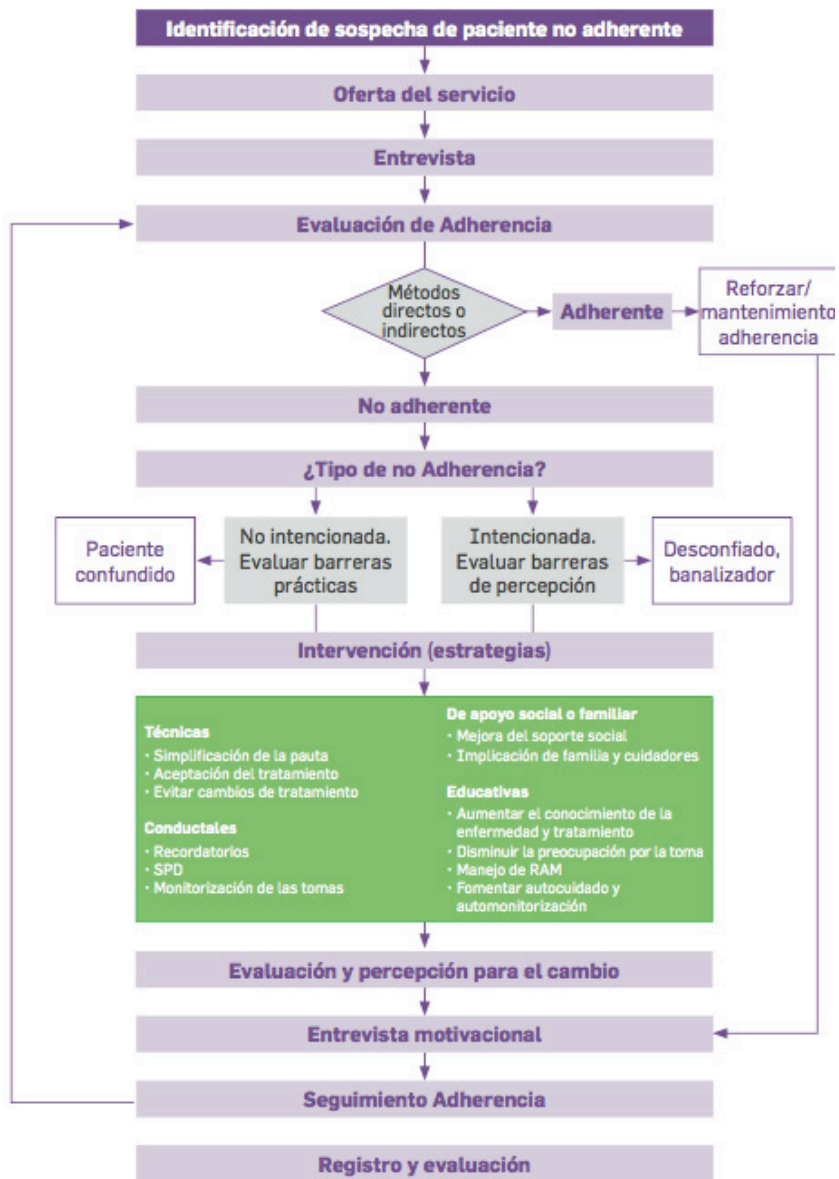 Identificación de sospecha de paciente no adherente
Oferta del servicio
Entrevista
Evaluación de Adherencia
Métodos
directos o
indirectos
Adherente
Reforzar/
mantenimiento
adherencia
No adherente
¿Tipo de no Adherencia?
Paciente
confundido
No intencionada.
Evaluar barreras
prácticas
Intencionada.
Evaluar barreras
de percepción
Desconfiado,
banalizador
Intervención (estrategias)
Técnicas
· Simplificación de la pauta
· Aceptación del tratamiento
· Evitar cambios de tratamiento
Conductales
· Recordatorios
· SPD
· Monitorización de las tomas
De apoyo social o familiar
· Mejora del soporte social
· Implicación de familia y cuidadores
Educativas
· Aumentar el conocimiento de la
enfermedad y tratamiento
· Disminuir la preocupación por la toma
· Manejo de RAM
· Fomentar autocuidado y
automonitorización
Evaluación y percepción para el cambio
Entrevista motivacional
Seguimiento Adherencia
Registro y evaluación